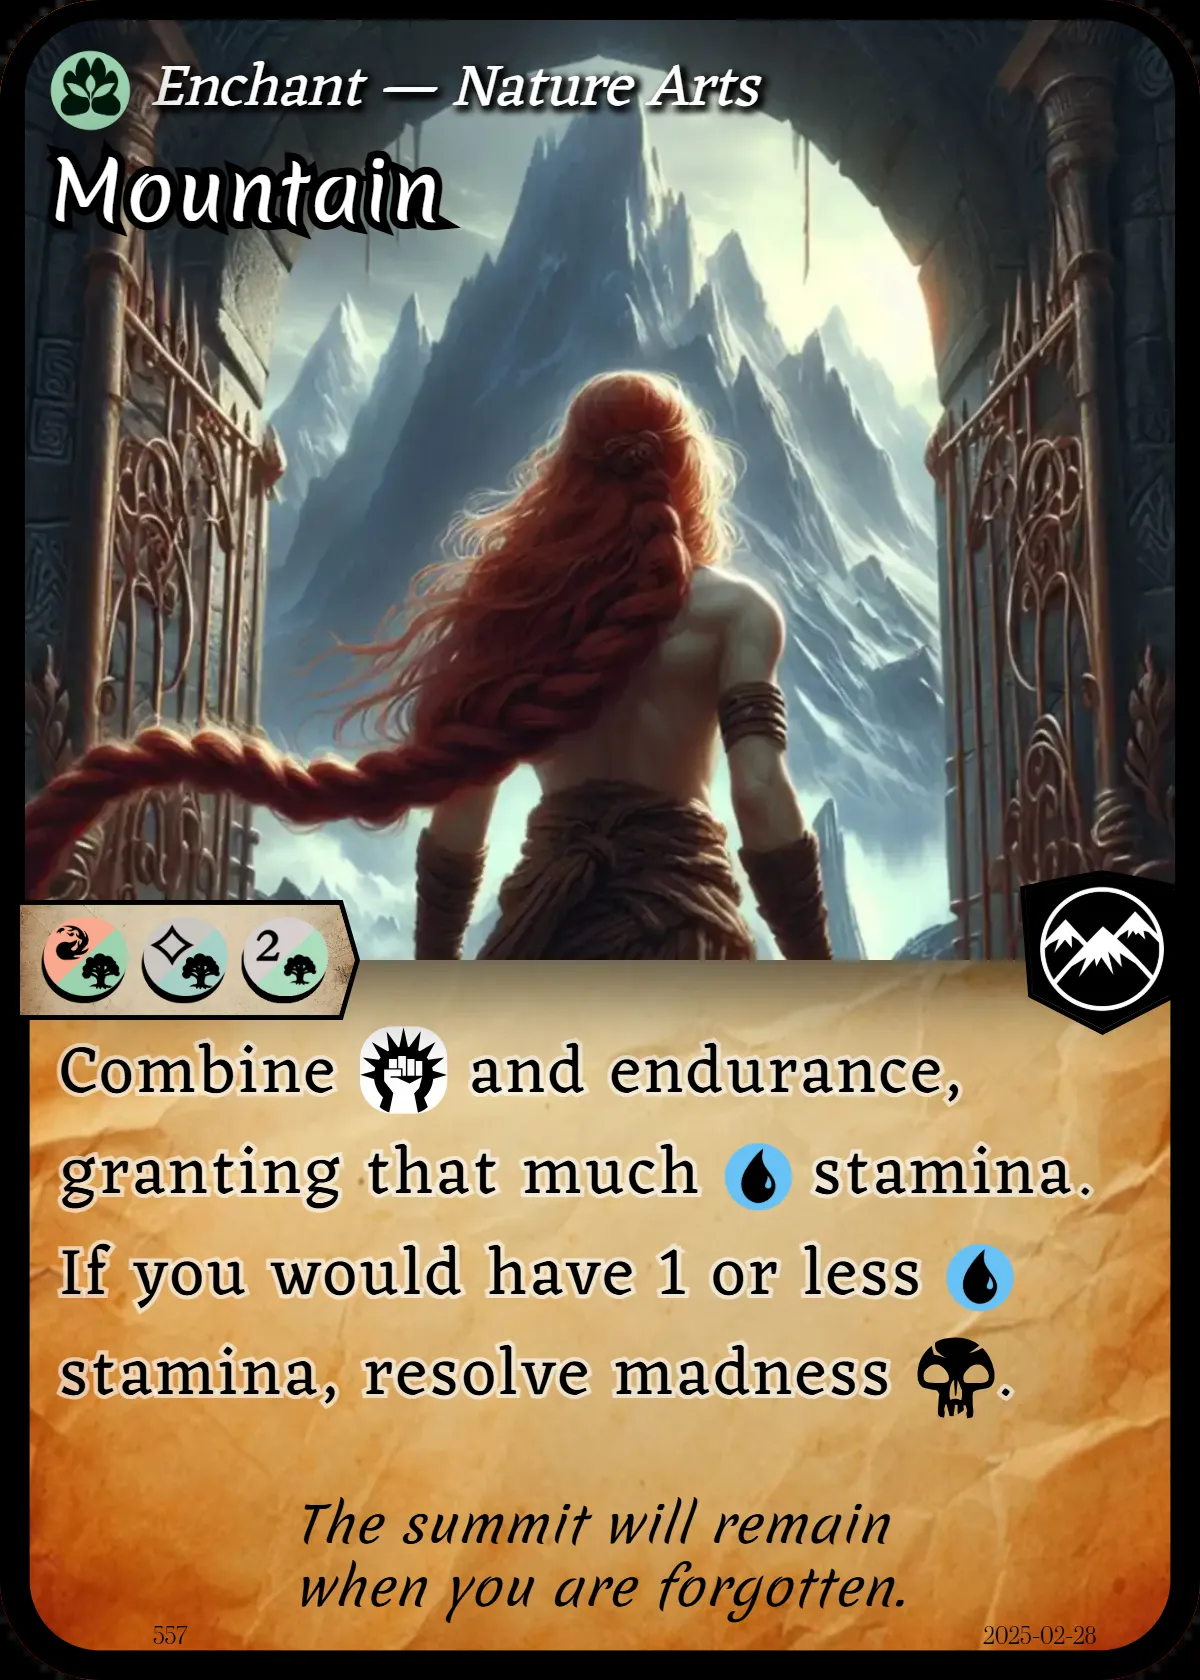 Enchant — Nature Arts
Mountain
2
Combine and endurance,
granting that much stamina.
If you would have 1 or less
stamina, resolve madness .
The summit will remain
when you are forgotten.
557
2025-02-28